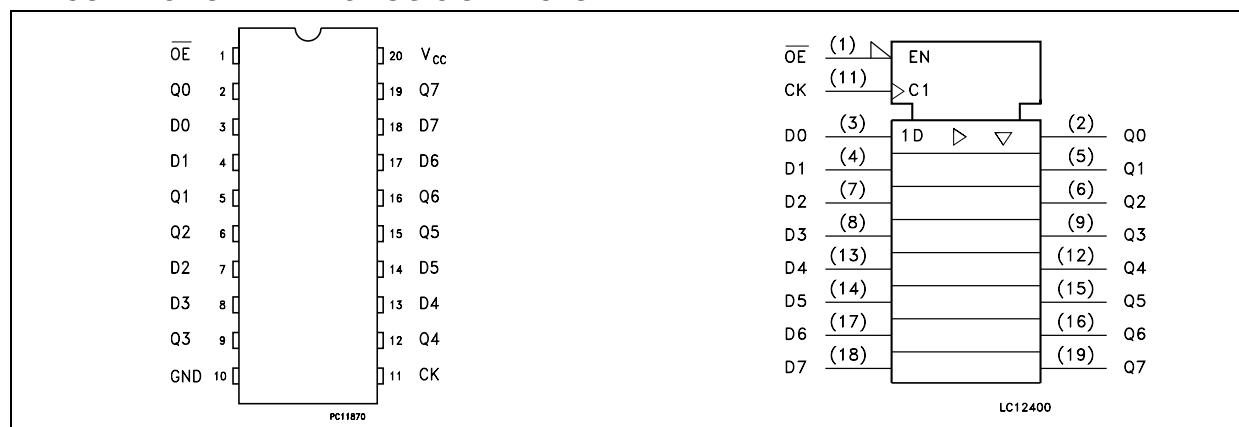 OE 1 20 VCC
Q0 2 19 Q7
D0 3 18 D7
D1 4 17 D6
Q1 5 16 Q6
Q2 6 15 Q5
D2 7 14 D5
D3 8 13 D4
Q3 9 12 Q4
GND 10 11 CK
PC11870
OE (1) EN
CK (11) C1
D0 (3) 1D (2) Q0
D1 (4) (5) Q1
D2 (7) (6) Q2
D3 (8) (9) Q3
D4 (13) (12) Q4
D5 (14) (15) Q5
D6 (17) (16) Q6
D7 (18) (19) Q7
LC12400